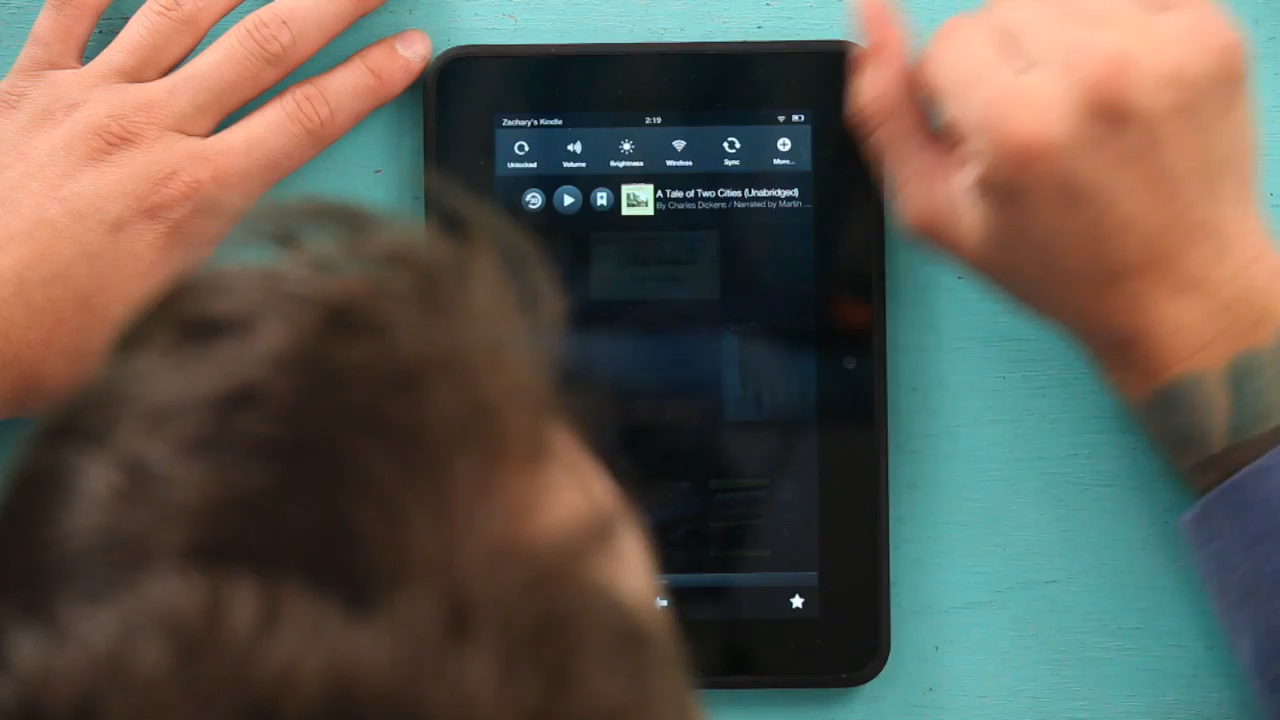 Zachary's Kindle 2:19
Unlocked Volume Brightness Wireless Sync More...
30 A Tale of Two Cities (Unabridged)
By Charles Dickens / Narrated by Martin ...